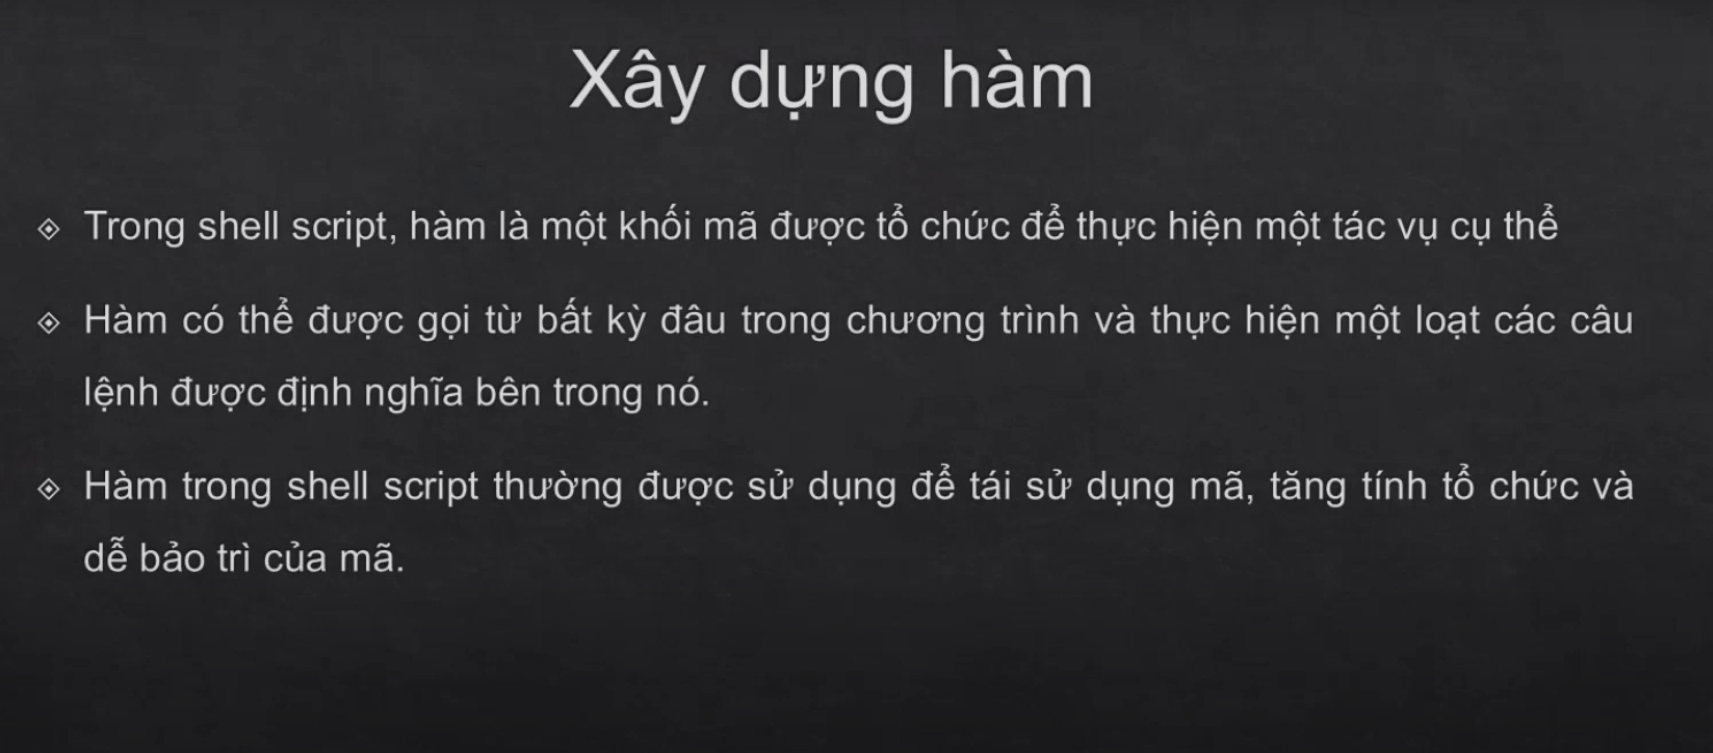 Xây dựng hàm
Trong shell script, hàm là một khối mã được tổ chức để thực hiện một tác vụ cụ thể
Hàm có thể được gọi từ bất kỳ đâu trong chương trình và thực hiện một loạt các câu
lệnh được định nghĩa bên trong nó.
Hàm trong shell script thường được sử dụng để tái sử dụng mã, tăng tính tổ chức và
dễ bảo trì của mã.